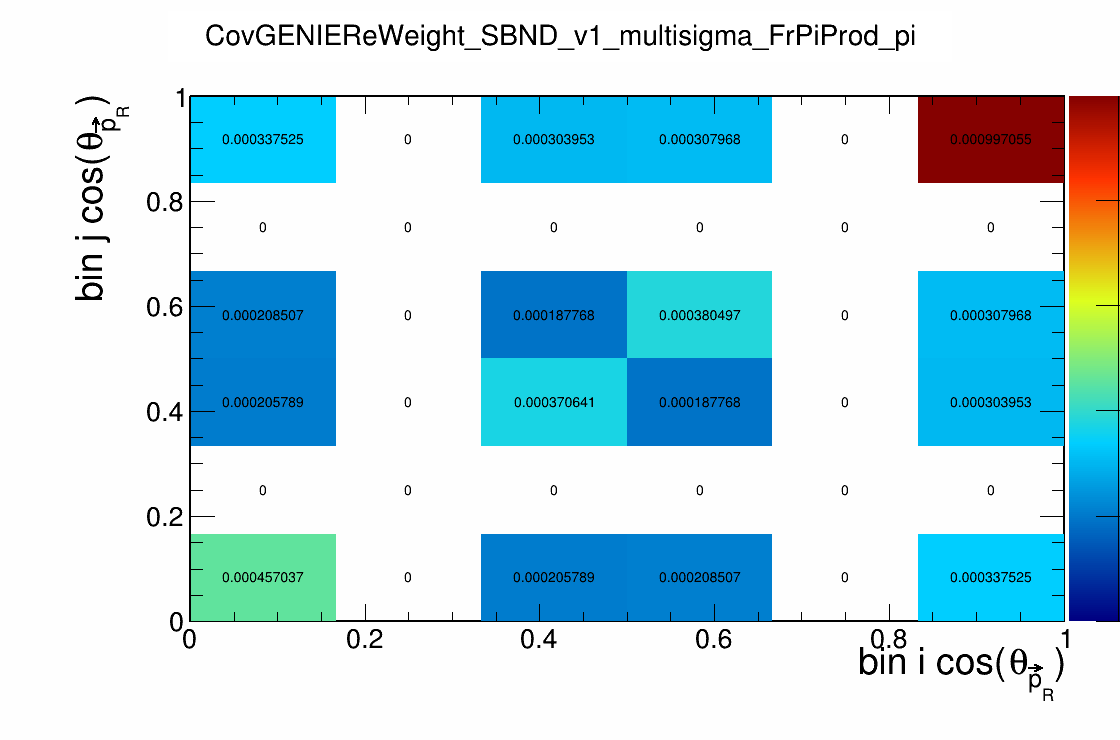 CovGENIEReWeight_SBND_v1_multisigma_FrPiProd_pi
bin j cos(θ_p⃗_R)
1
0.8
0.6
0.4
0.2
0
0.000337525 0 0.000303953 0.000307968 0 0.000997055
0 0 0 0 0 0
0.000208507 0 0.000187768 0.000380497 0 0.000307968
0.000205789 0 0.000370641 0.000187768 0 0.000303953
0 0 0 0 0 0
0.000457037 0 0.000205789 0.000208507 0 0.000337525
0 0.2 0.4 0.6 0.8 1
bin i cos(θ_p⃗_R)